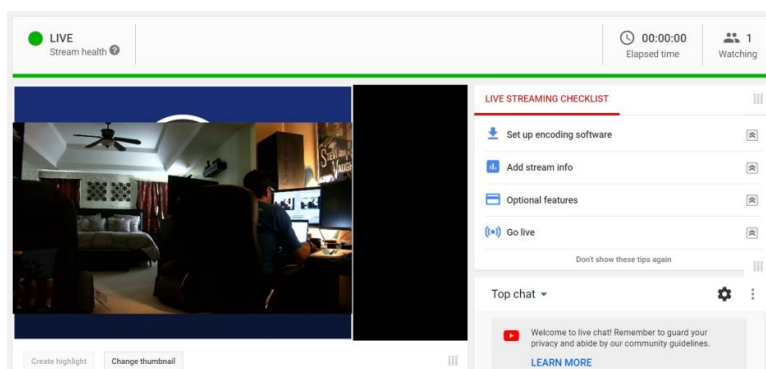 LIVE
Stream health
00:00:00
Elapsed time
1
Watching
LIVE STREAMING CHECKLIST
Set up encoding software
Add stream info
Optional features
Go live
Don't show these tips again
Top chat
Welcome to live chat! Remember to guard your
privacy and abide by our community guidelines.
LEARN MORE
Create highlight
Change thumbnail